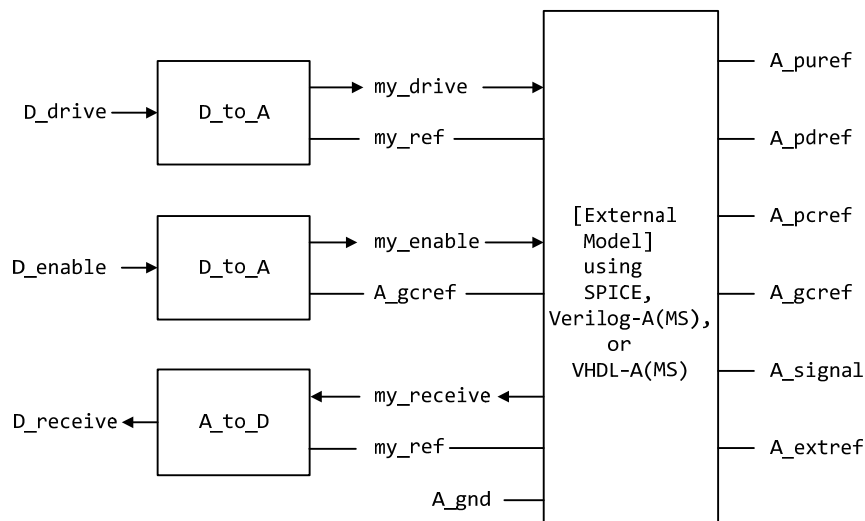 D_drive
D_to_A
my_drive
my_ref
D_enable
D_to_A
my_enable
A_gcref
D_receive
A_to_D
my_receive
my_ref
A_gnd
[External
Model]
using
SPICE,
Verilog-A(MS),
or
VHDL-A(MS)
A_puref
A_pdref
A_pcref
A_gcref
A_signal
A_extref